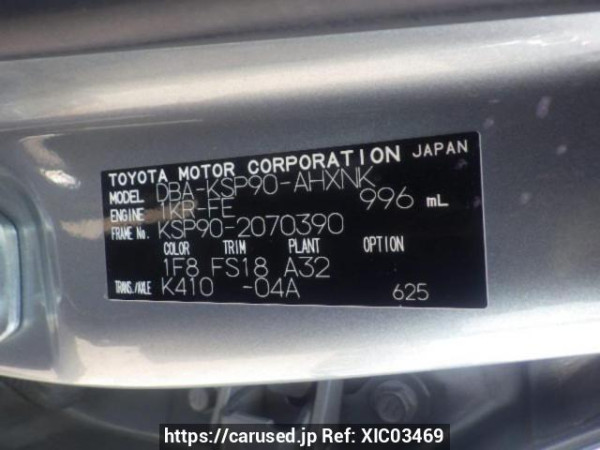 TOYOTA MOTOR CORPORATION JAPAN
MODEL DBA-KSP90-AHXNK
ENGINE 1KR-FE 996 mL
FRAME No. KSP90-2070390
COLOR TRIM PLANT OPTION
1F8 FS18 A32
TRANS./AXLE K410 -04A 625
https://carused.jp Ref: XIC03469